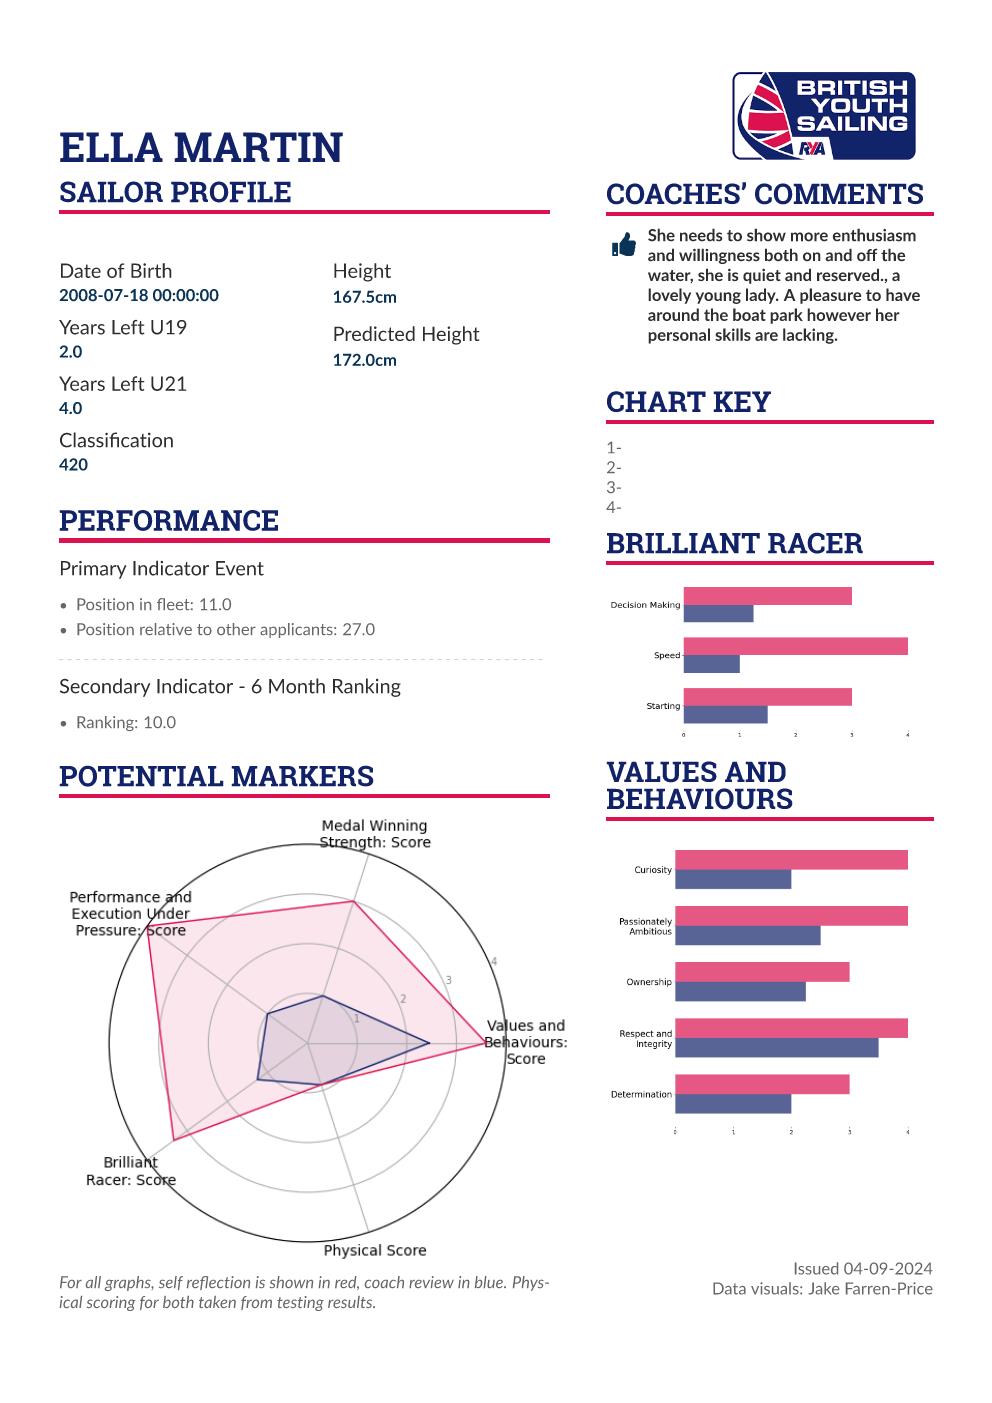 BRITISH
YOUTH
SAILING
RYA
ELLA MARTIN
SAILOR PROFILE
Date of Birth
2008-07-18 00:00:00
Years Left U19
2.0
Years Left U21
4.0
Classification
420
Height
167.5cm
Predicted Height
172.0cm
PERFORMANCE
Primary Indicator Event
• Position in fleet: 11.0
• Position relative to other applicants: 27.0
Secondary Indicator - 6 Month Ranking
• Ranking: 10.0
POTENTIAL MARKERS
Medal Winning
Strength: Score
Performance and
Execution Under
Pressure: Score
4
3
2
1
Values and
Behaviours:
Score
Brilliant
Racer: Score
Physical Score
For all graphs, self reflection is shown in red, coach review in blue. Phys-
ical scoring for both taken from testing results.
COACHES' COMMENTS
She needs to show more enthusiasm
and willingness both on and off the
water, she is quiet and reserved., a
lovely young lady. A pleasure to have
around the boat park however her
personal skills are lacking.
CHART KEY
1-
2-
3-
4-
BRILLIANT RACER
Decision Making
Speed
Starting
0 1 2 3 4
VALUES AND
BEHAVIOURS
Curiosity
Passionately
Ambitious
Ownership
Respect and
Integrity
Determination
0 1 2 3 4
Issued 04-09-2024
Data visuals: Jake Farren-Price